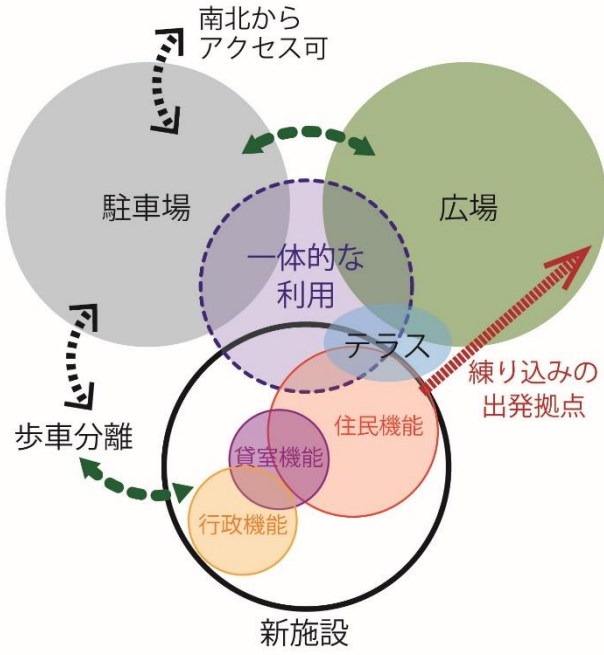 南北から
アクセス可
駐車場
広場
一体的な
利用
テラス
練り込みの
出発拠点
住民機能
歩車分離
貸室機能
行政機能
新施設